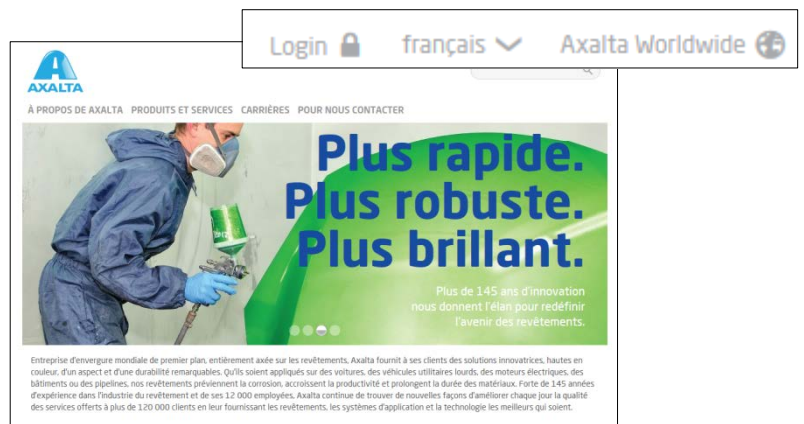 Login français Axalta Worldwide
AXALTA
À PROPOS DE AXALTA PRODUITS ET SERVICES CARRIÈRES POUR NOUS CONTACTER
Plus rapide.
Plus robuste.
Plus brillant.
Plus de 145 ans d'innovation
nous donnent l'élan pour redéfinir
l'avenir des revêtements.
Entreprise d'envergure mondiale de premier plan, entièrement axée sur les revêtements, Axalta fournit à ses clients des solutions innovatrices, hautes en
couleur, d'un aspect et d'une durabilité remarquables. Qu'ils soient appliqués sur des voitures, des véhicules utilitaires lourds, des moteurs électriques, des
bâtiments ou des pipelines, nos revêtements préviennent la corrosion, accroissent la productivité et prolongent la durée des matériaux. Forte de 145 années
d'expérience dans l'industrie du revêtement et de ses 12 000 employées, Axalta continue de trouver de nouvelles façons d'améliorer chaque jour la qualité
des services offerts à plus de 120 000 clients en leur fournissant les revêtements, les systèmes d'application et la technologie les meilleurs qui soient.